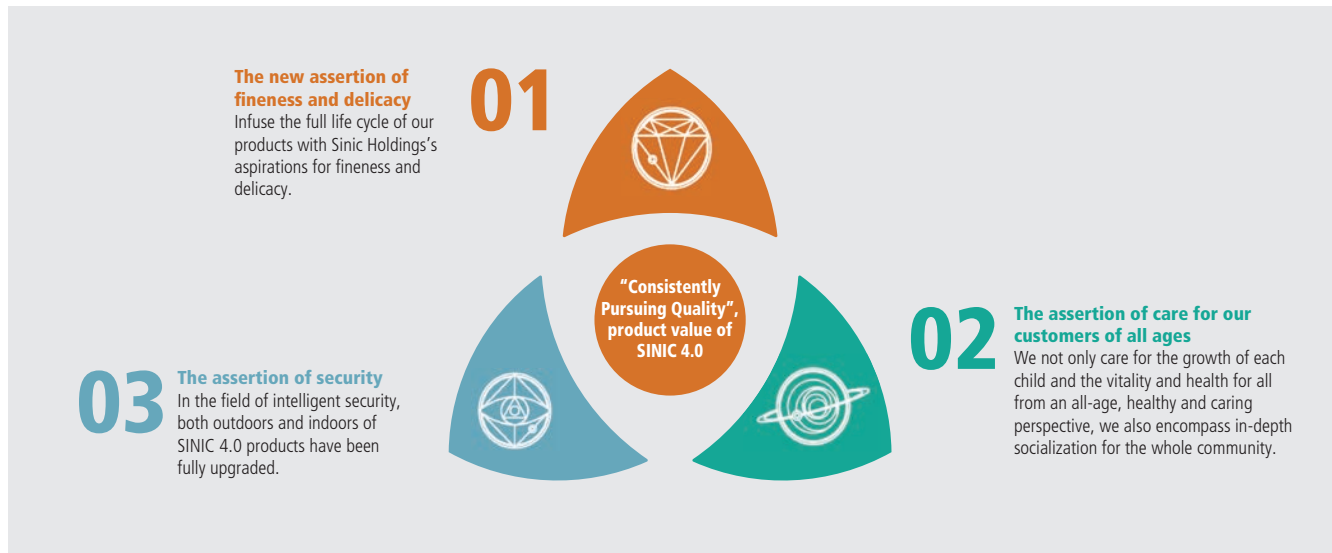 01
The new assertion of
fineness and delicacy
Infuse the full life cycle of our
products with Sinic Holdings's
aspirations for fineness and
delicacy.
“Consistently
Pursuing Quality”,
product value of
SINIC 4.0
02
The assertion of care for our
customers of all ages
We not only care for the growth of each
child and the vitality and health for all
from an all-age, healthy and caring
perspective, we also encompass in-depth
socialization for the whole community.
03
The assertion of security
In the field of intelligent security,
both outdoors and indoors of
SINIC 4.0 products have been
fully upgraded.